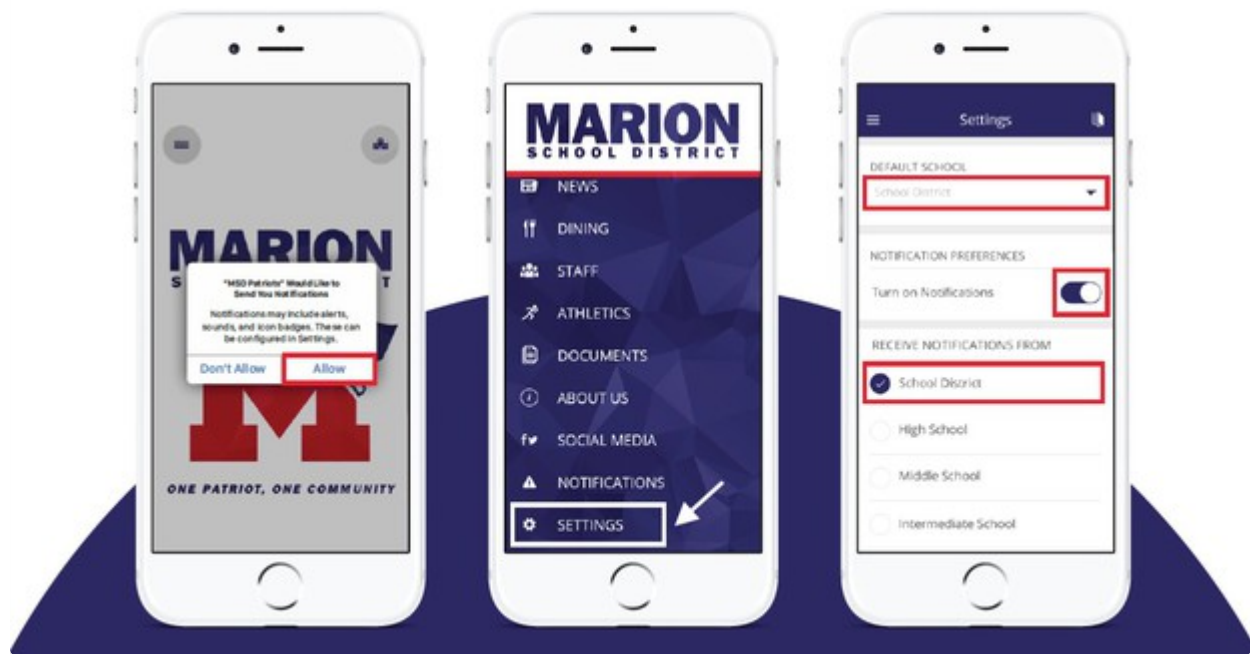 MARION
S T
"MSD Patriots" Would Like to
Send You Notifications
Notifications may include alerts,
sounds, and icon badges. These can
be configured in Settings.
Don't Allow
Allow
M
ONE PATRIOT, ONE COMMUNITY
MARION
SCHOOL DISTRICT
NEWS
DINING
STAFF
ATHLETICS
DOCUMENTS
ABOUT US
SOCIAL MEDIA
NOTIFICATIONS
SETTINGS
Settings
DEFAULT SCHOOL
School District
NOTIFICATION PREFERENCES
Turn on Notifications
RECEIVE NOTIFICATIONS FROM
School District
High School
Middle School
Intermediate School